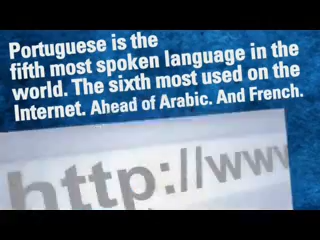 Portuguese is the
fifth most spoken language in the
world. The sixth most used on the
Internet. Ahead of Arabic. And French.
http://www